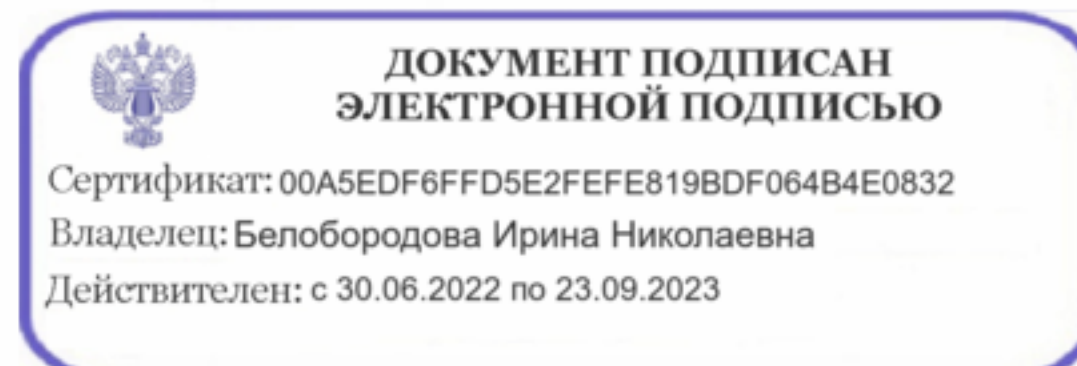 ДОКУМЕНТ ПОДПИСАН
ЭЛЕКТРОННОЙ ПОДПИСЬЮ
Сертификат: 00A5EDF6FFD5E2FEFE819BDF064B4E0832
Владелец: Белобородова Ирина Николаевна
Действителен: с 30.06.2022 по 23.09.2023